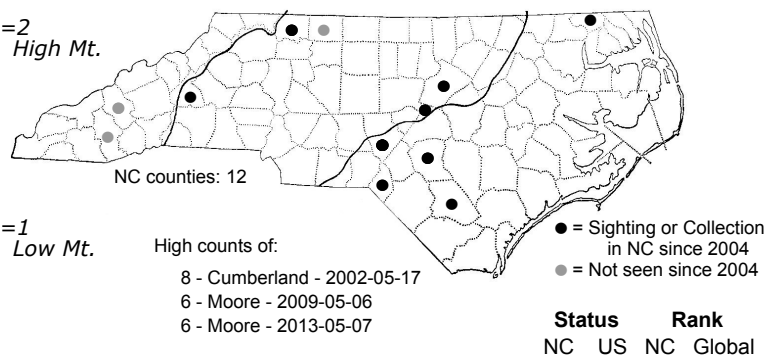 =2
High Mt.
NC counties: 12
=1
Low Mt.
High counts of:
8 - Cumberland - 2002-05-17
6 - Moore - 2009-05-06
6 - Moore - 2013-05-07
● = Sighting or Collection
in NC since 2004
● = Not seen since 2004
Status Rank
NC US NC Global